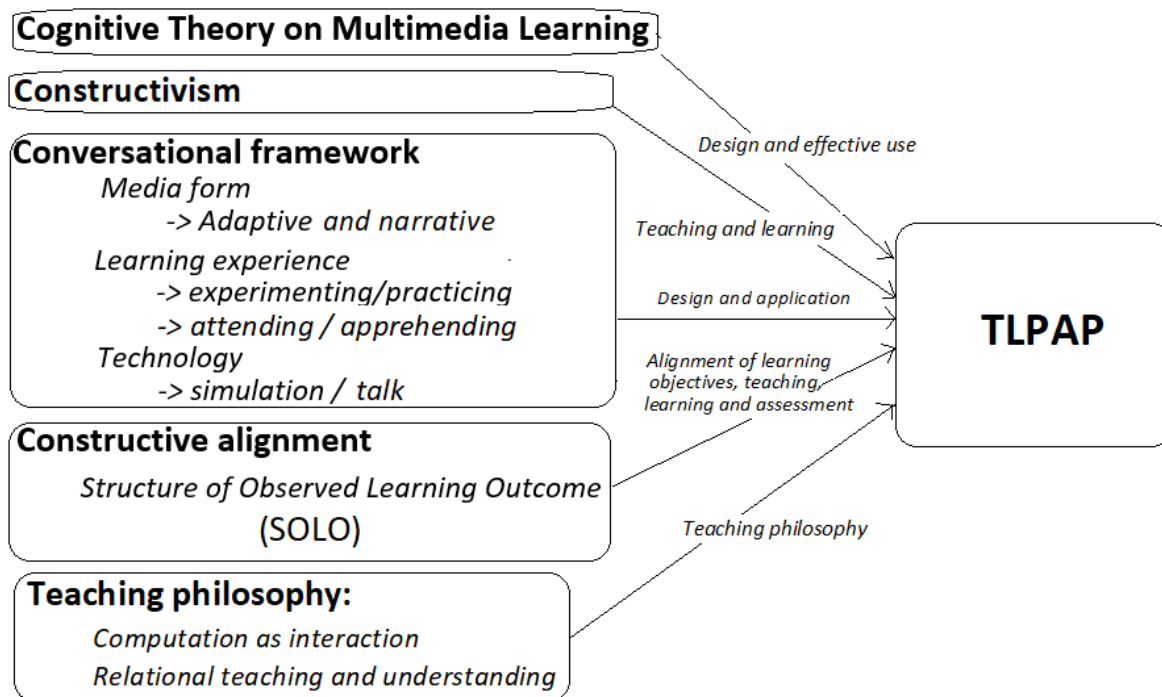 Cognitive Theory on Multimedia Learning
Constructivism
Conversational framework
Media form
-> Adaptive and narrative
Learning experience
-> experimenting/practicing
-> attending / apprehending
Technology
-> simulation / talk
Constructive alignment
Structure of Observed Learning Outcome
(SOLO)
Teaching philosophy:
Computation as interaction
Relational teaching and understanding
Design and effective use
Teaching and learning
Design and application
Alignment of learning
objectives, teaching,
learning and assessment
Teaching philosophy
TLPAP